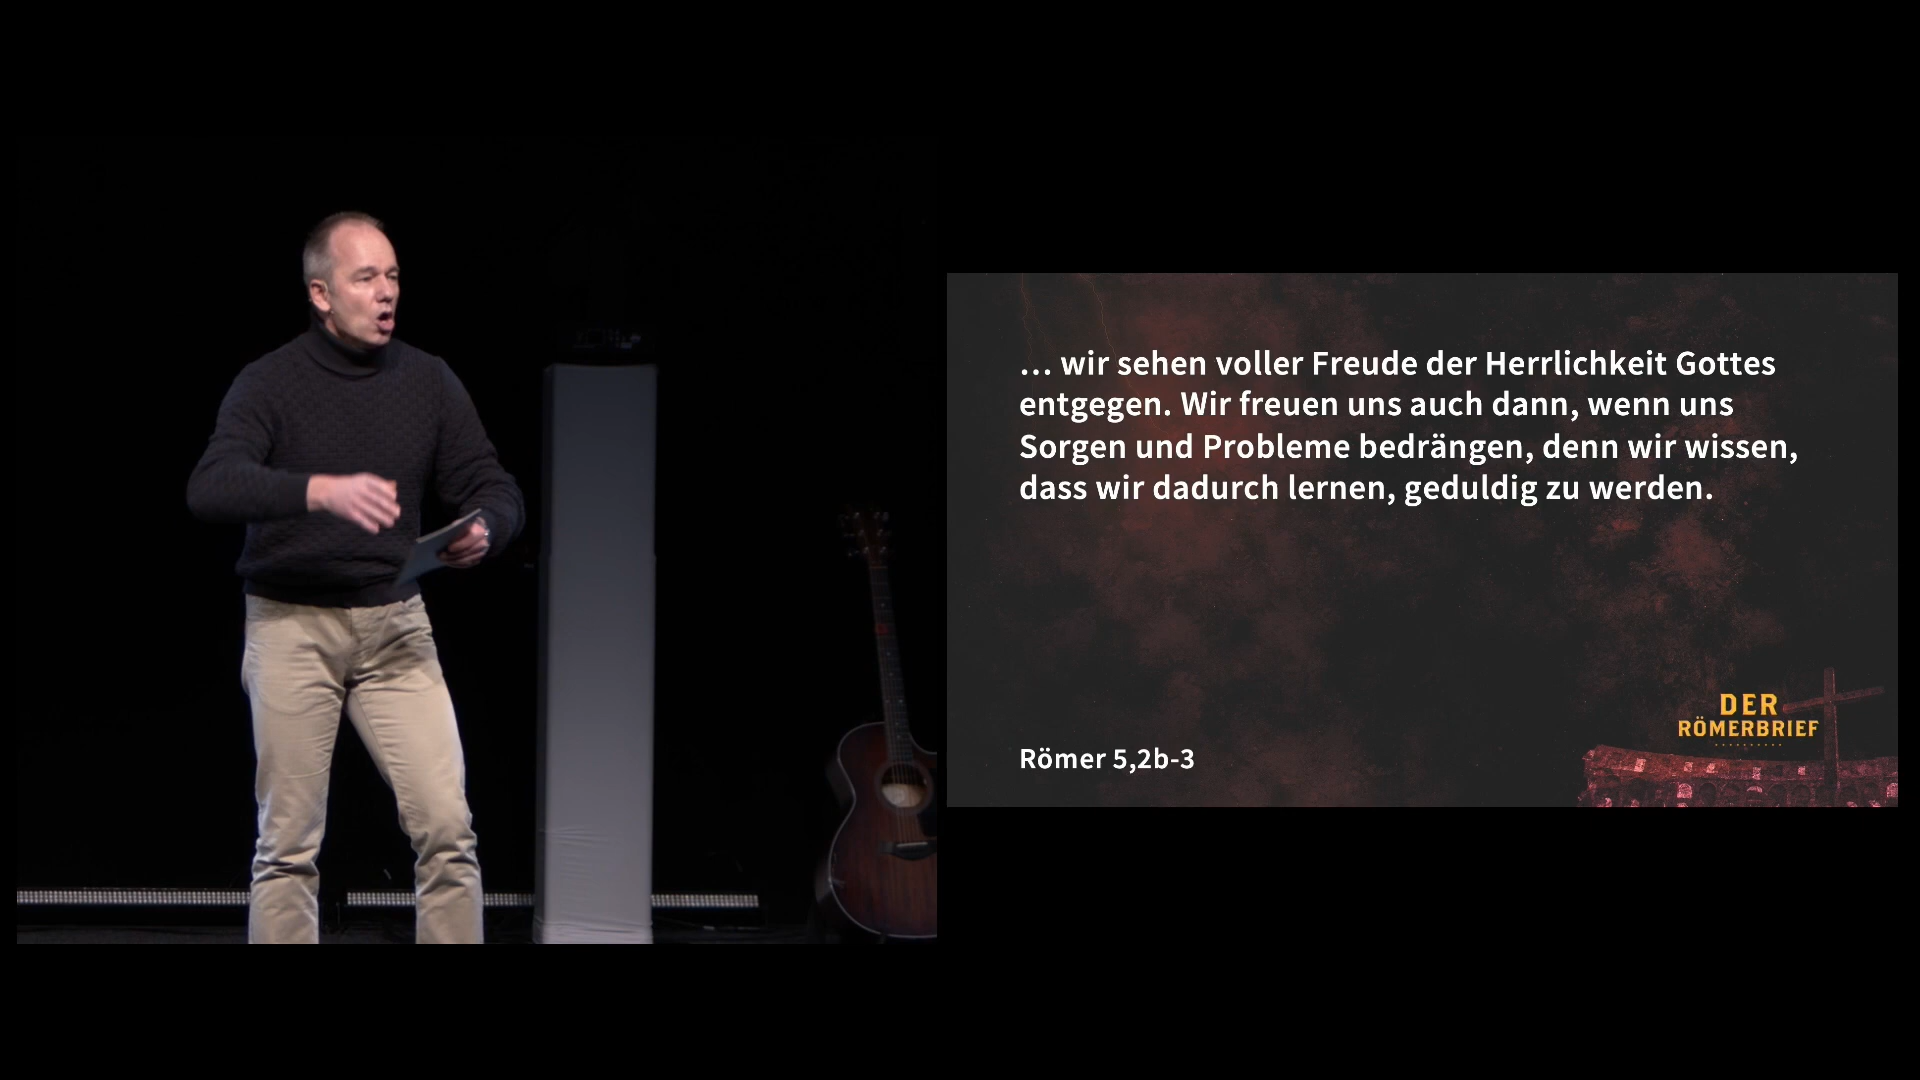 … wir sehen voller Freude der Herrlichkeit Gottes
entgegen. Wir freuen uns auch dann, wenn uns
Sorgen und Probleme bedrängen, denn wir wissen,
dass wir dadurch lernen, geduldig zu werden.
DER
RÖMERBRIEF
Römer 5,2b-3